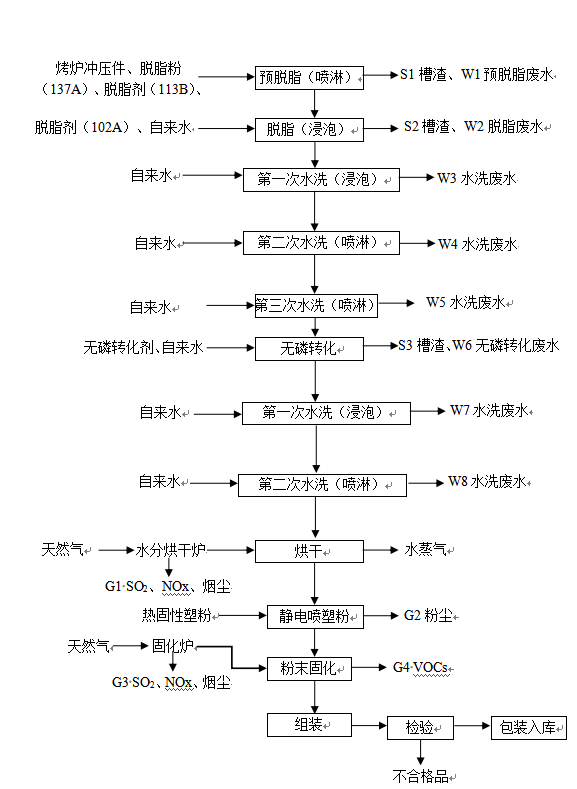 烤炉冲压件、脱脂粉
（137A）、脱脂剂（113B）、
预脱脂（喷淋）
S1 槽渣、W1 预脱脂废水
脱脂剂（102A）、自来水
脱脂（浸泡）
S2 槽渣、W2 脱脂废水
自来水
第一次水洗（浸泡）
W3 水洗废水
自来水
第二次水洗（喷淋）
W4 水洗废水
自来水
第三次水洗（喷淋）
W5 水洗废水
无磷转化剂、自来水
无磷转化
S3 槽渣、W6 无磷转化废水
自来水
第一次水洗（浸泡）
W7 水洗废水
自来水
第二次水洗（喷淋）
W8 水洗废水
天然气
水分烘干炉
烘干
水蒸气
G1·SO2、NOx、烟尘
热固性塑粉
静电喷塑粉
G2 粉尘
天然气
固化炉
粉末固化
G4·VOCs
G3·SO2、NOx、烟尘
组装
检验
包装入库
不合格品